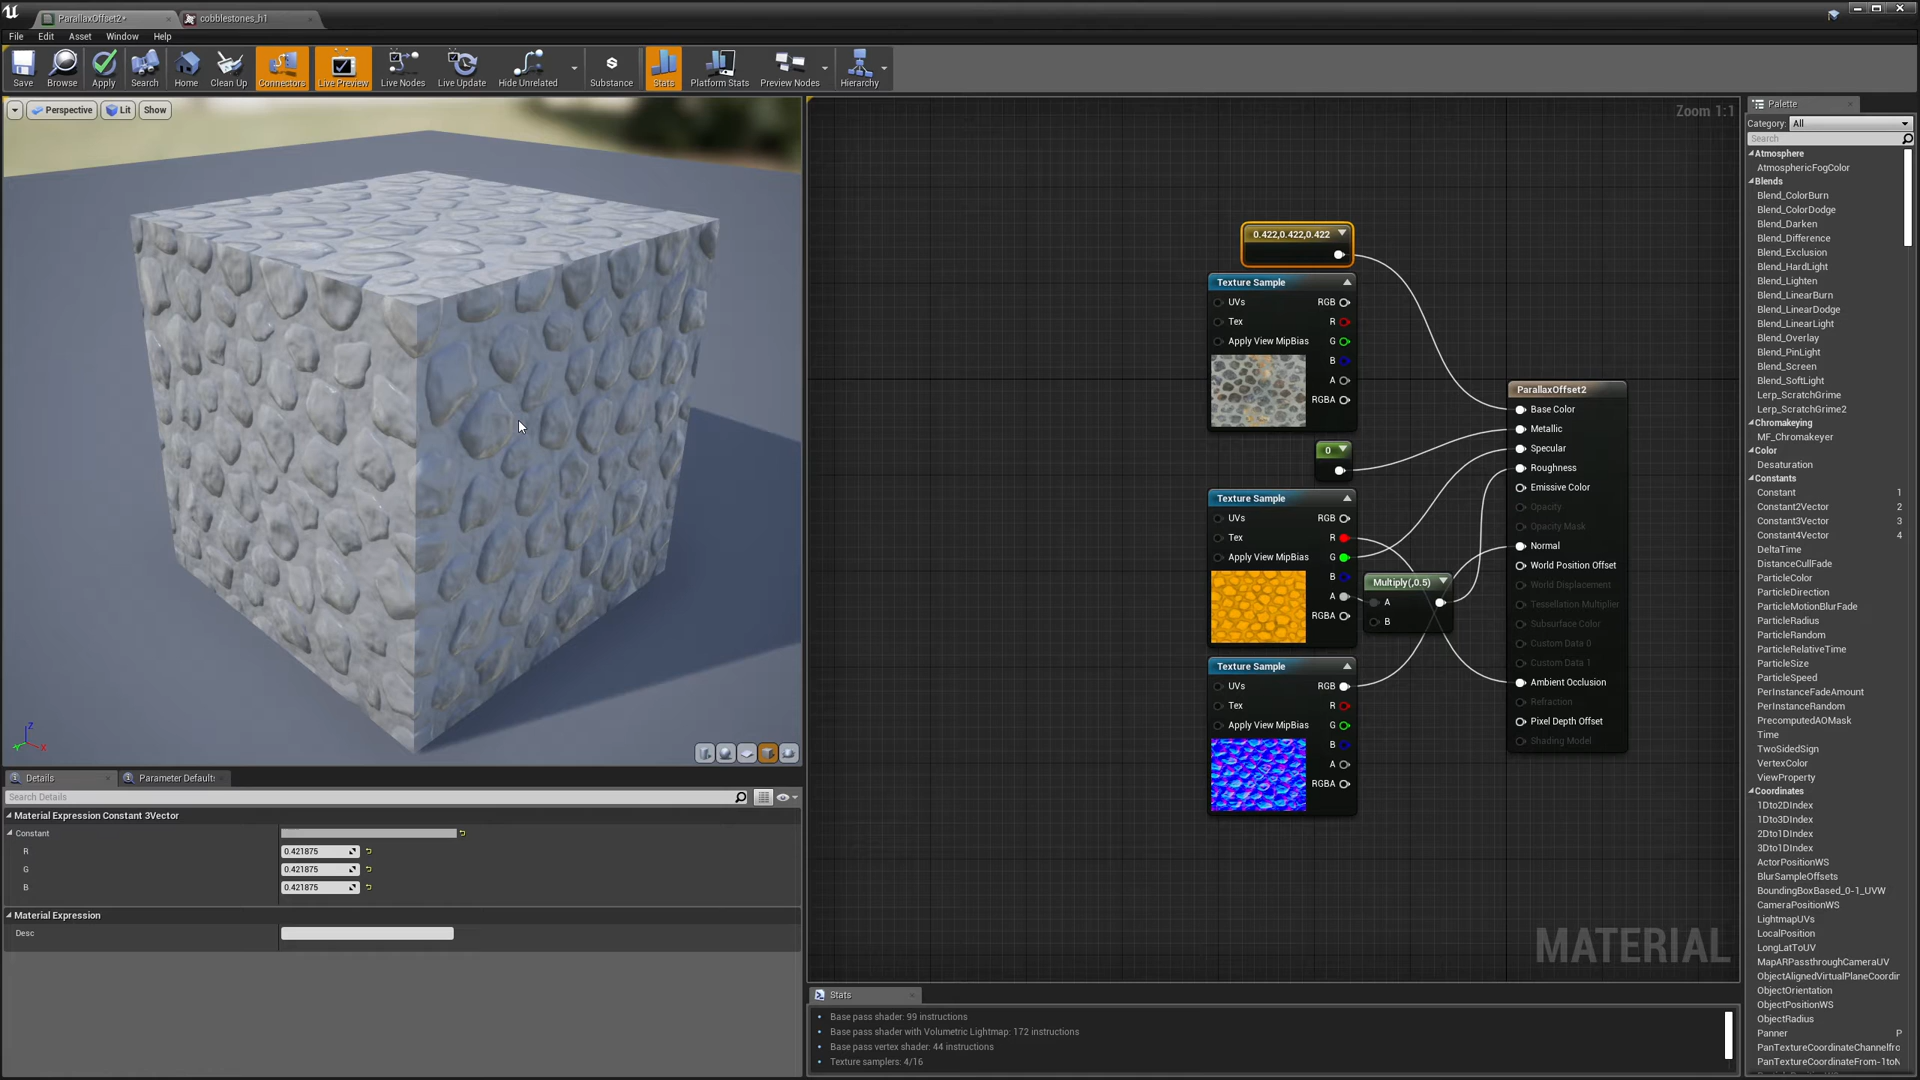 ParallaxOffset2*
cobblestones_h1
File Edit Asset Window Help
Save Browse Apply Search Home Clean Up Connectors Live Preview Live Nodes Live Update Hide Unrelated Substance Stats Platform Stats Preview Nodes Hierarchy
Perspective Lit Show
Z
X
Details
Parameter Default
Search Details
Material Expression Constant 3Vector
Constant
R 0.421875
G 0.421875
B 0.421875
Material Expression
Desc
Zoom 1:1
0.422,0.422,0.422
Texture Sample
UVs RGB
Tex R
Apply View MipBias G
B
A
RGBA
0
Texture Sample
UVs RGB
Tex R
Apply View MipBias G
B
A
RGBA
Multiply(,0.5)
A
B
Texture Sample
UVs RGB
Tex R
Apply View MipBias G
B
A
RGBA
ParallaxOffset2
Base Color
Metallic
Specular
Roughness
Emissive Color
Opacity
Opacity Mask
Normal
World Position Offset
World Displacement
Tessellation Multiplier
Subsurface Color
Custom Data 0
Custom Data 1
Ambient Occlusion
Refraction
Pixel Depth Offset
Shading Model
MATERIAL
Stats
Base pass shader: 99 instructions
Base pass shader with Volumetric Lightmap: 172 instructions
Base pass vertex shader: 44 instructions
Texture samplers: 4/16
Palette
Category: All
Search
Atmosphere
AtmosphericFogColor
Blends
Blend_ColorBurn
Blend_ColorDodge
Blend_Darken
Blend_Difference
Blend_Exclusion
Blend_HardLight
Blend_Lighten
Blend_LinearBurn
Blend_LinearDodge
Blend_LinearLight
Blend_Overlay
Blend_PinLight
Blend_Screen
Blend_SoftLight
Lerp_ScratchGrime
Lerp_ScratchGrime2
Chromakeying
MF_Chromakeyer
Color
Desaturation
Constants
Constant 1
Constant2Vector 2
Constant3Vector 3
Constant4Vector 4
DeltaTime
DistanceCullFade
ParticleColor
ParticleDirection
ParticleMotionBlurFade
ParticleRadius
ParticleRandom
ParticleRelativeTime
ParticleSize
ParticleSpeed
PerInstanceFadeAmount
PerInstanceRandom
PrecomputedAOMask
Time
TwoSidedSign
VertexColor
ViewProperty
Coordinates
1Dto2DIndex
1Dto3DIndex
2Dto1DIndex
3Dto1DIndex
ActorPositionWS
BlurSampleOffsets
BoundingBoxBased_0-1_UVW
CameraPositionWS
LightmapUVs
LocalPosition
LongLatToUV
MapARPassthroughCameraUV
ObjectAlignedVirtualPlaneCoordin
ObjectOrientation
ObjectPositionWS
ObjectRadius
Panner P
PanTextureCoordinateChannelfro
PanTextureCoordinateFrom-1toN